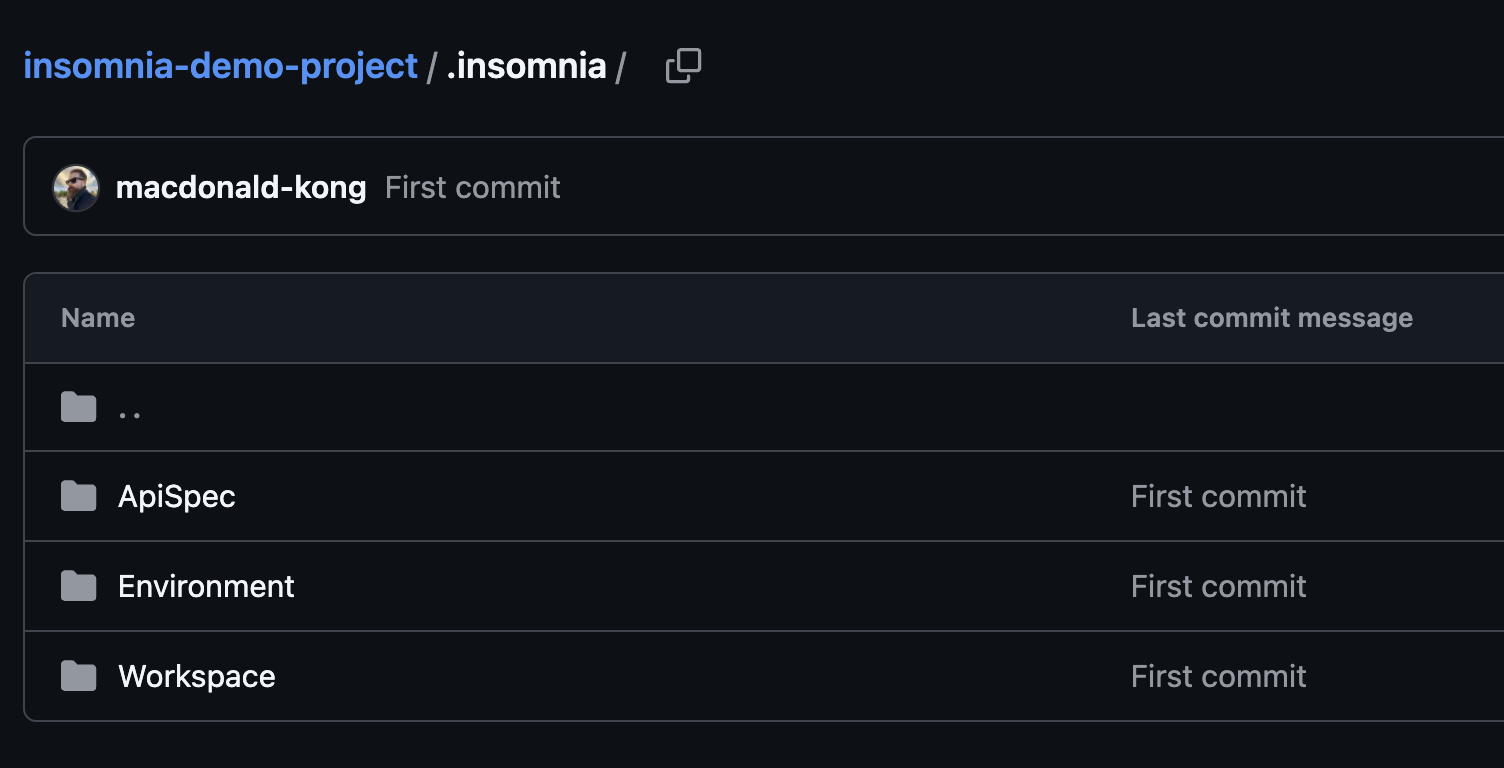 insomnia-demo-project / .insomnia /
macdonald-kong First commit
Name Last commit message
..
ApiSpec First commit
Environment First commit
Workspace First commit